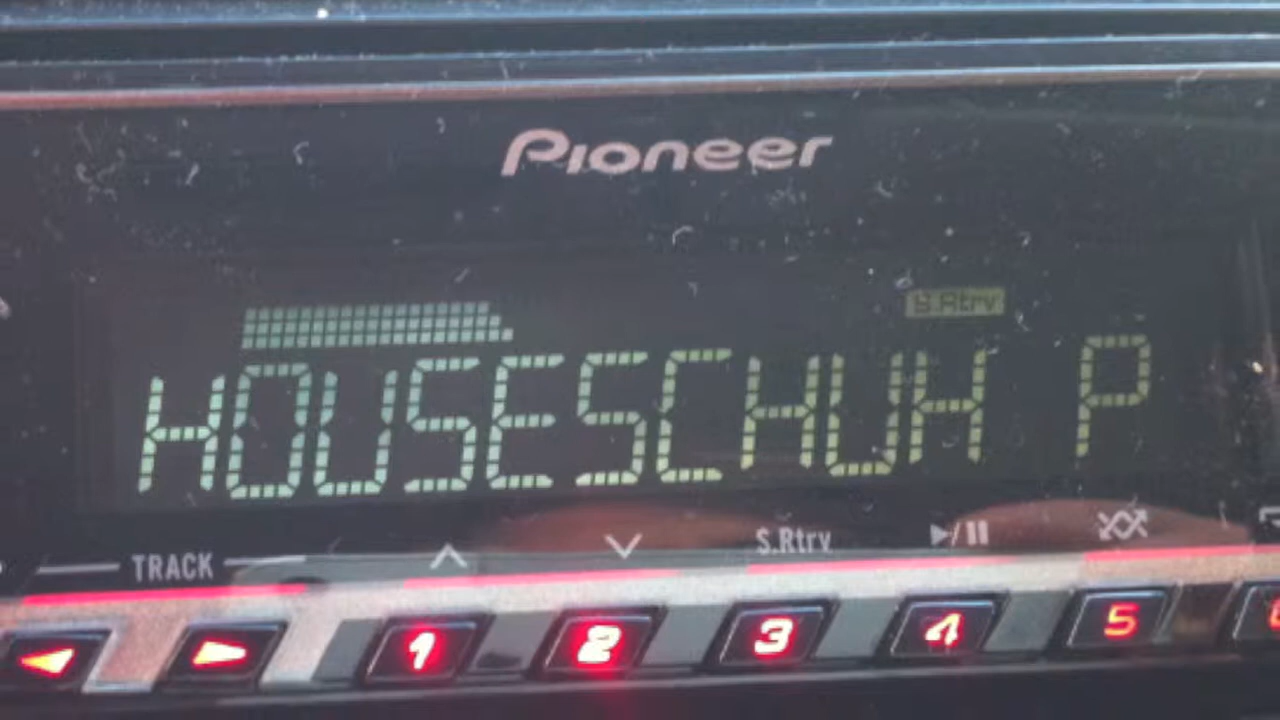 Pioneer
S.Rtrv
HOUSESCHUH P
TRACK S.Rtrv
1 2 3 4 5